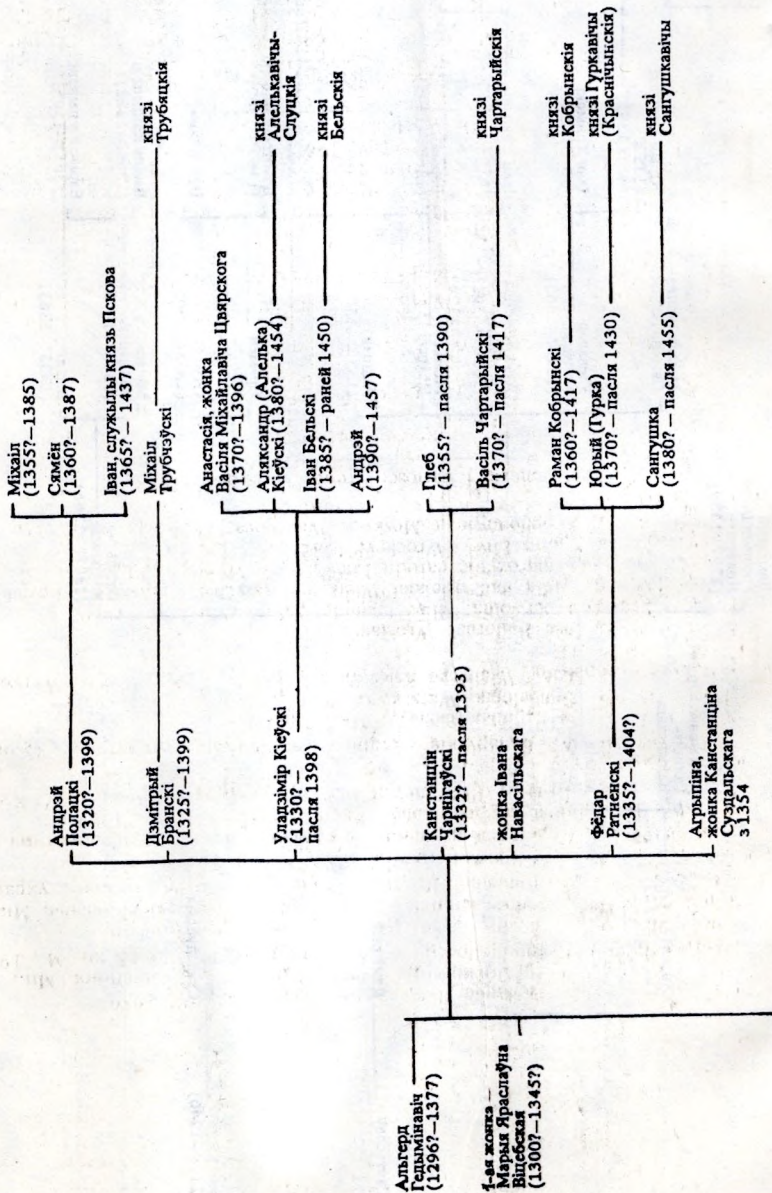 Альгерд
Гедымінавіч
(1296?—1377)
1-ая жонка —
Марыя Яраслаўна
Віцебская
(1300?—1345?)
Андрэй
Полацкі
(1320?—1399)
Дзмітрый
Бранскі
(1325?—1399)
Уладзімір Кіеўскі
(1330? —
пасля 1398)
Канстанцін
Чарнігаўскі
(1332? — пасля 1393)
жонка Івана
Навасільскага
Фёдар
Ратненскі
(1335?—1404?)
Агрыпіна,
жонка Канстанціна
Суздальскага
з 1354
Міхаіл
(1355?—1385)
Сямён
(1360?—1387)
Іван, служылы князь Пскова
(1365? — 1437)
Міхаіл
Трубчэўскі
Анастасія, жонка
Васіля Міхайлавіча Цвярскога
(1370?—1396)
Аляксандр (Алелька)
Кіеўскі (1380?—1454)
Іван Бельскі
(1385? — раней 1450)
Андрэй
(1390?—1457)
Глеб
(1355? — пасля 1390)
Васіль Чартарыйскі
(1370? — пасля 1417)
Раман Кобрынскі
(1360?—1417)
Юрый (Гурка)
(1370? — пасля 1430)
Сангушка
(1380? — пасля 1455)
князі
Трубяцкія
князі
Алелькавічы-
Слуцкія
князі
Бельскія
князі
Чартарыйскія
князі
Кобрынскія
князі Гуркавічы
(Краснічынскія)
князі
Сангушкавічы